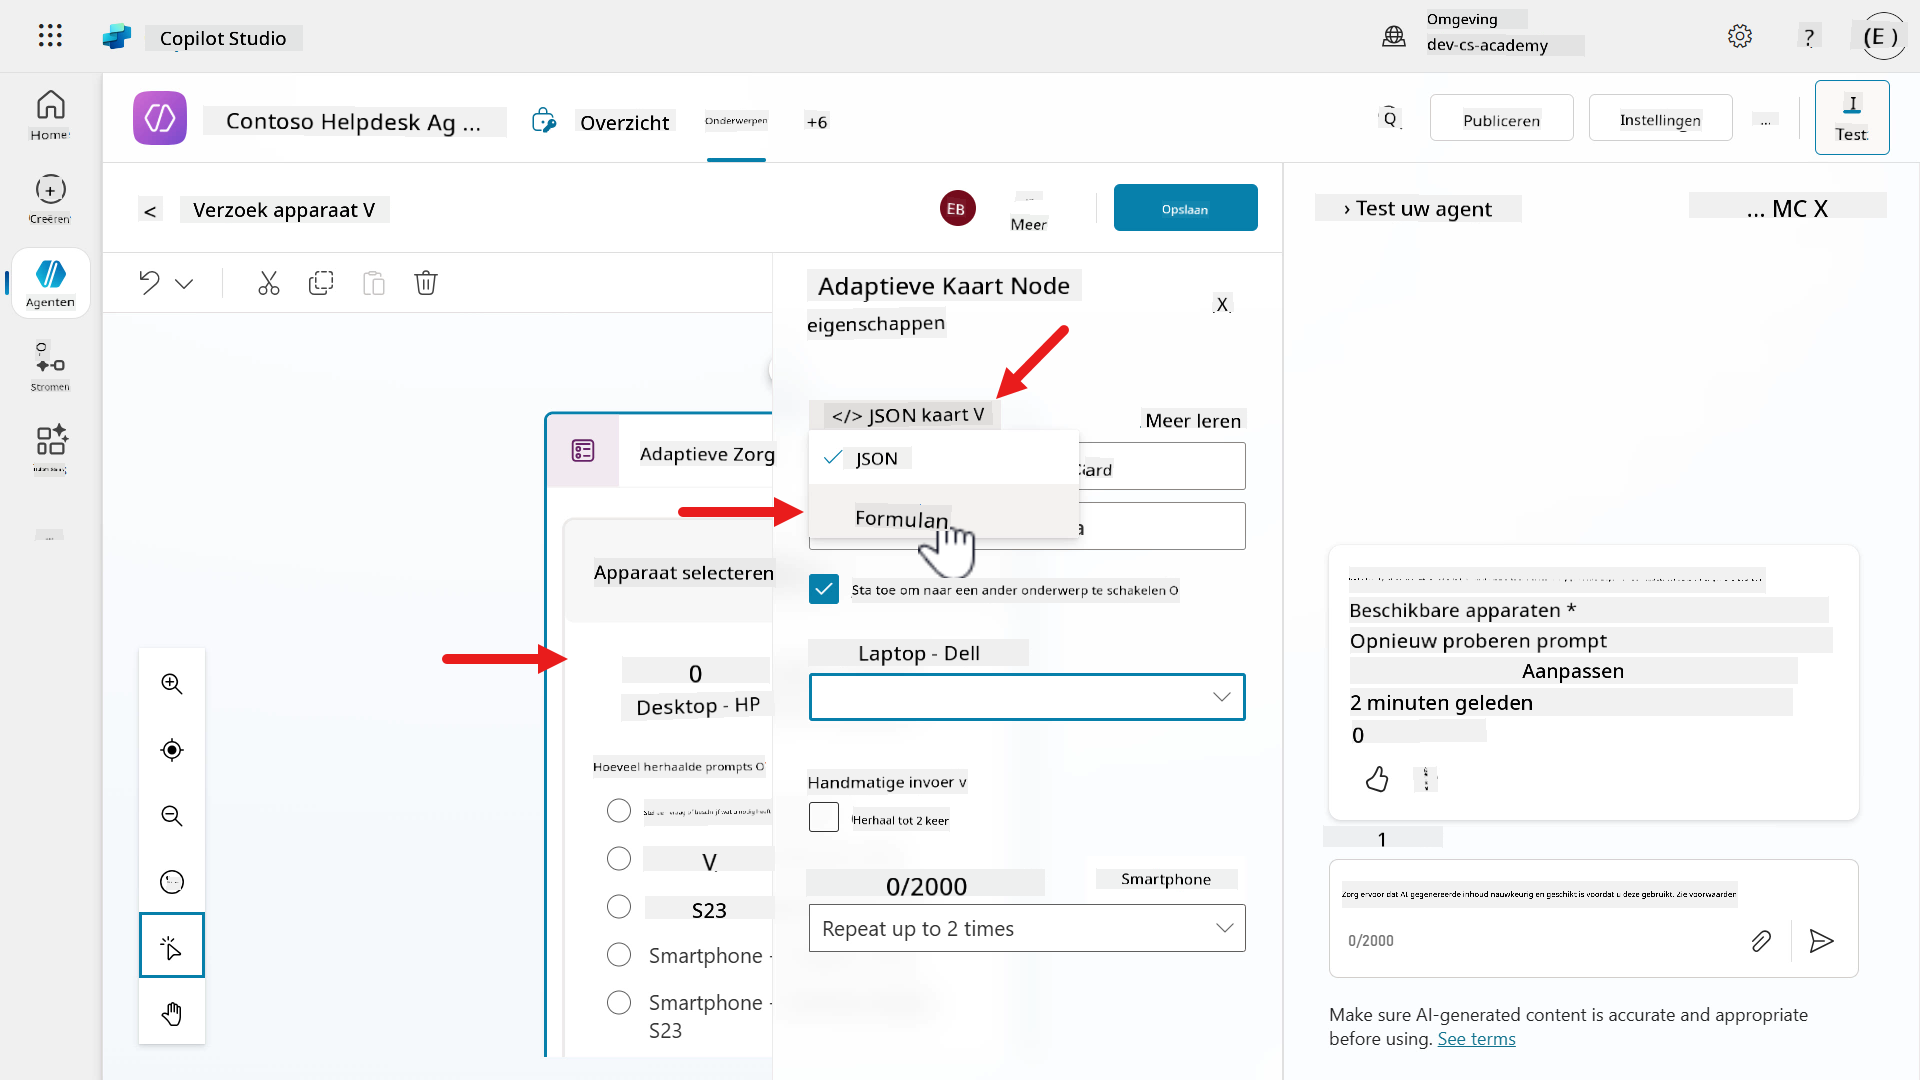 Copilot Studio
Omgeving
dev-cs-academy
?
(E )
Home
Creëren
Agenten
Stromen
Contoso Helpdesk Ag ...
Overzicht
Onderwerpen
+6
Q
Publiceren
Instellingen
...
I
Test
<
Verzoek apparaat V
EB
Meer
Opslaan
› Test uw agent
... MC X
Adaptieve Kaart Node
eigenschappen
X
</> JSON kaart V
Meer leren
JSON
Formulan
Sta toe om naar een ander onderwerp te schakelen O
Laptop - Dell
Handmatige invoer v
Herhaal tot 2 keer
0/2000
Smartphone
Repeat up to 2 times
Adaptieve Zorg
Apparaat selecteren
0
Desktop - HP
Hoeveel herhaalde prompts O
V
S23
Smartphone -
Smartphone -
S23
Beschikbare apparaten *
Opnieuw proberen prompt
Aanpassen
2 minuten geleden
0
1
Zorg ervoor dat AI gegenereerde inhoud nauwkeurig en geschikt is voordat u deze gebruikt. Zie voorwaarden
0/2000
Make sure AI-generated content is accurate and appropriate
before using. See terms